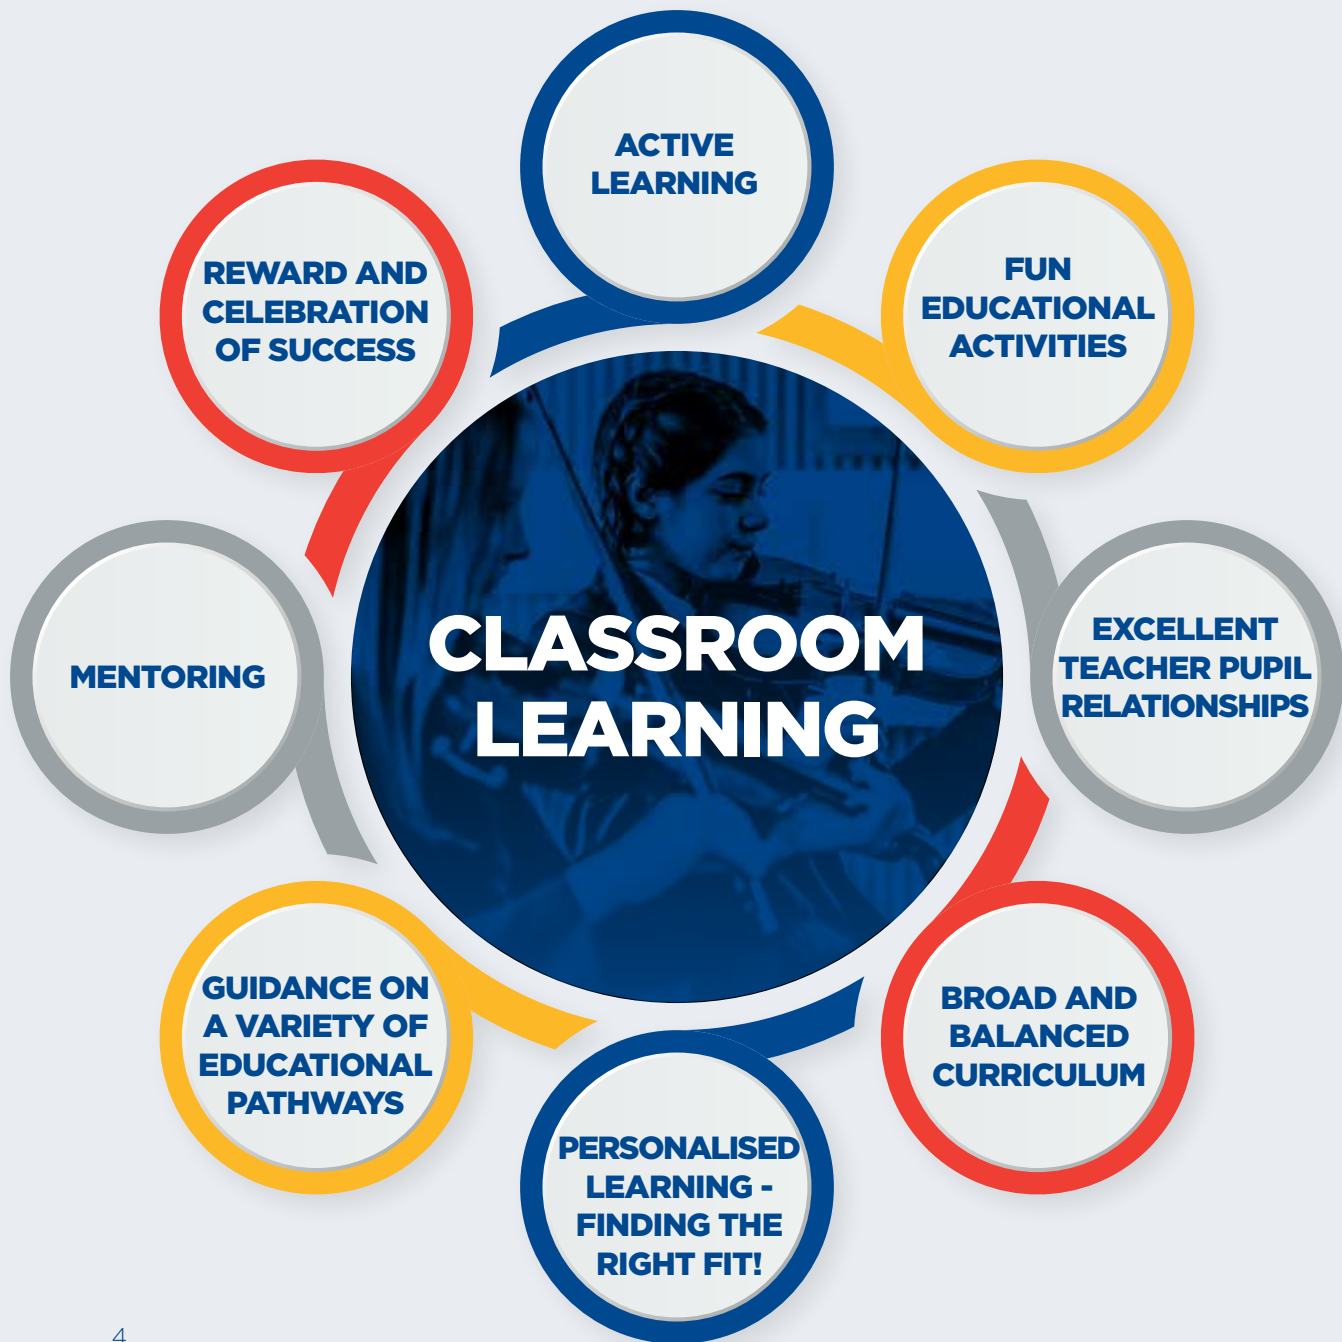 ACTIVE
LEARNING
FUN
EDUCATIONAL
ACTIVITIES
EXCELLENT
TEACHER PUPIL
RELATIONSHIPS
BROAD AND
BALANCED
CURRICULUM
PERSONALISED
LEARNING -
FINDING THE
RIGHT FIT!
GUIDANCE ON
A VARIETY OF
EDUCATIONAL
PATHWAYS
MENTORING
REWARD AND
CELEBRATION
OF SUCCESS
CLASSROOM
LEARNING
4